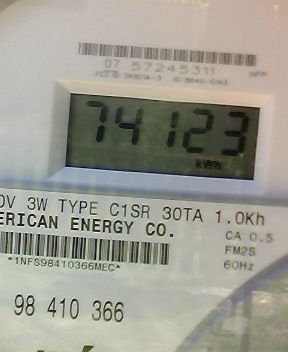 07 57245311
74123
kWh
3W TYPE C1SR 30TA 1.0Kh
ERICAN ENERGY CO.
CA 0.5
FM2S
60Hz
*1NFS98410366MEC*
98 410 366